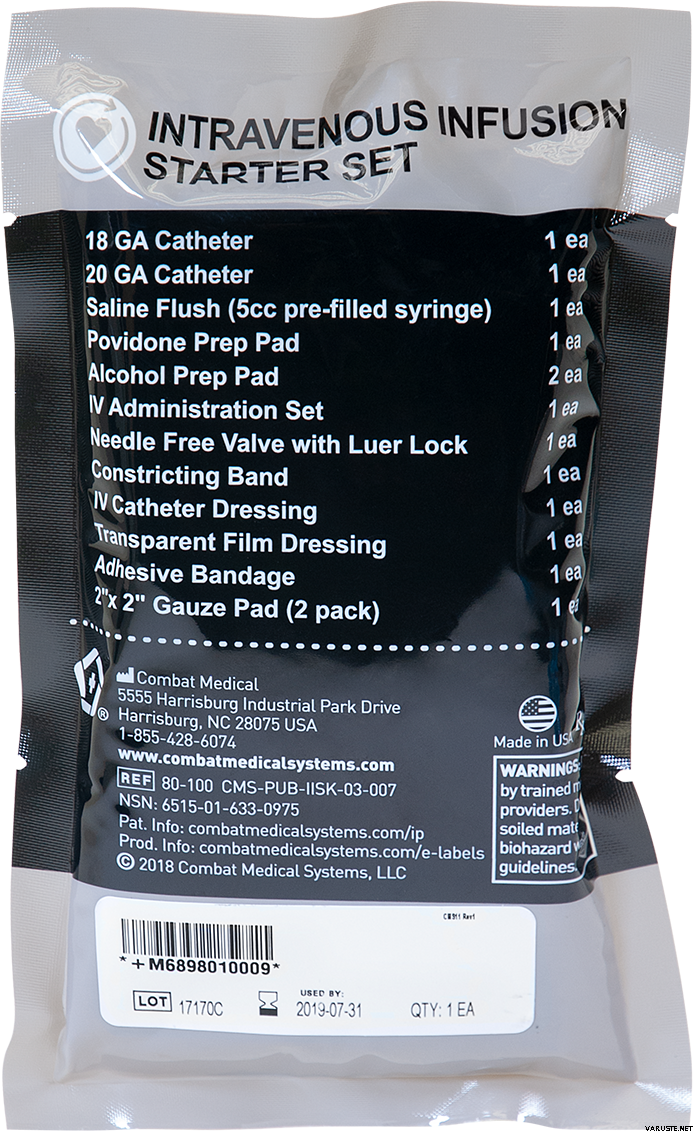 INTRAVENOUS INFUSION
STARTER SET
18 GA Catheter 1 ea
20 GA Catheter 1 ea
Saline Flush (5cc pre-filled syringe) 1 ea
Povidone Prep Pad 1 ea
Alcohol Prep Pad 2 ea
IV Administration Set 1 ea
Needle Free Valve with Luer Lock 1 ea
Constricting Band 1 ea
IV Catheter Dressing 1 ea
Transparent Film Dressing 1 ea
Adhesive Bandage 1 ea
2"x 2" Gauze Pad (2 pack) 1 ea
Combat Medical
5555 Harrisburg Industrial Park Drive
Harrisburg, NC 28075 USA
1-855-428-6074
www.combatmedicalsystems.com
REF 80-100 CMS-PUB-IISK-03-007
NSN: 6515-01-633-0975
Pat. Info: combatmedicalsystems.com/ip
Prod. Info: combatmedicalsystems.com/e-labels
© 2018 Combat Medical Systems, LLC
®
Made in USA
WARNINGS:
by trained
providers.
soiled
biohazard
guidelines.
CM911 Rev1
*+M6898010009*
LOT 17170C
USED BY:
2019-07-31
QTY: 1 EA
VARUSTE.NET